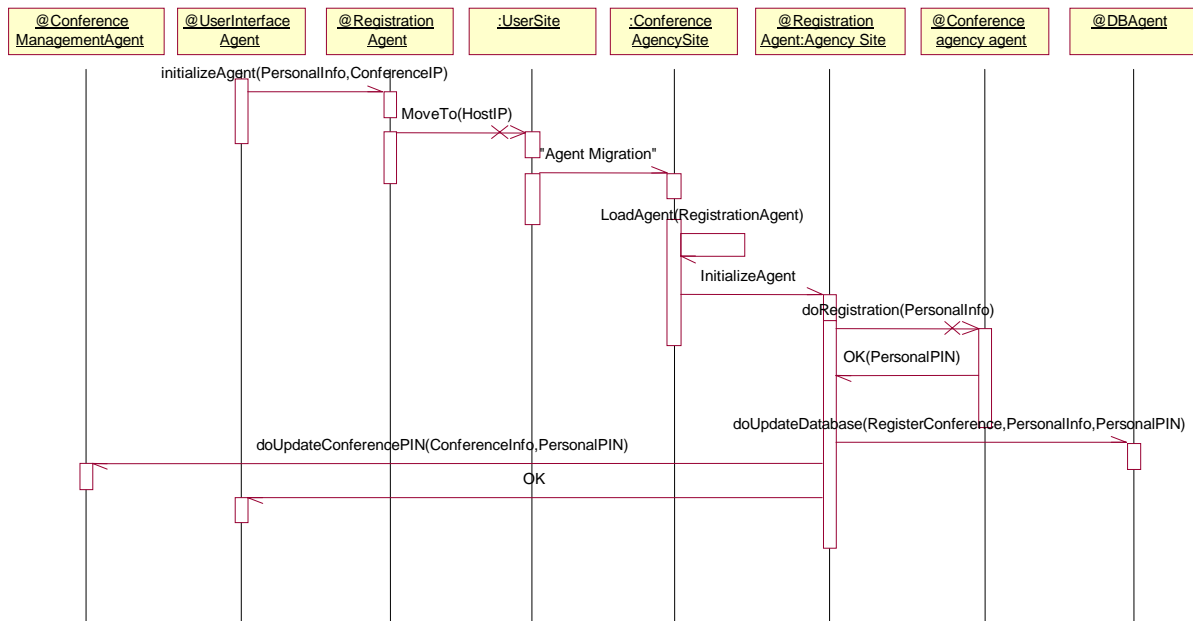 @Conference
ManagementAgent
@UserInterface
Agent
@Registration
Agent
:UserSite
:Conference
AgencySite
@Registration
Agent:Agency Site
@Conference
agency agent
@DBAgent
initializeAgent(PersonalInfo,ConferenceIP)
MoveTo(HostIP)
"Agent Migration"
LoadAgent(RegistrationAgent)
InitializeAgent
doRegistration(PersonalInfo)
OK(PersonalPIN)
doUpdateDatabase(RegisterConference,PersonalInfo,PersonalPIN)
doUpdateConferencePIN(ConferenceInfo,PersonalPIN)
OK